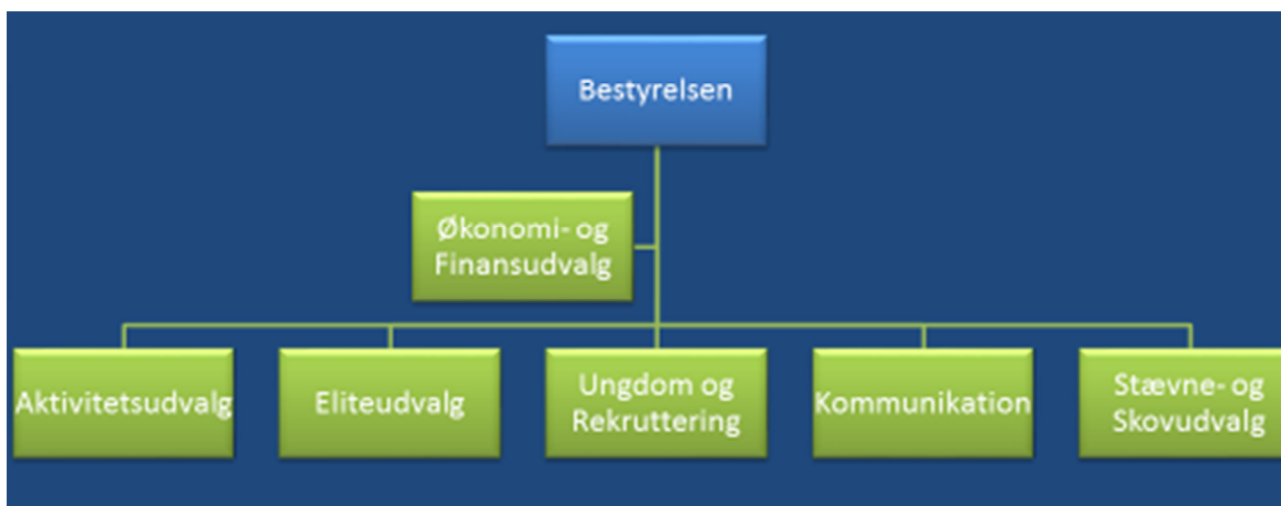 Bestyrelsen
Økonomi- og
Finansudvalg
Aktivitetsudvalg
Eliteudvalg
Ungdom og
Rekruttering
Kommunikation
Stævne- og
Skovudvalg